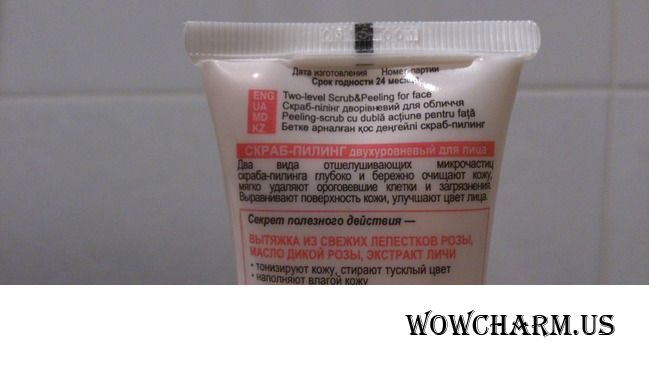 Дата изготовления Номер партии
Срок годности 24 месяца
ENG Two-level Scrub&Peeling for face
UA Скраб-пілінг дворівневий для обличчя
MD Peeling-scrub cu dublă acțiune pentru față
KZ Бетке арналған қос деңгейлі скраб-пилинг
СКРАБ-ПИЛИНГ двухуровневый для лица
Два вида отшелушивающих микрочастиц
скраба-пилинга глубоко и бережно очищают кожу,
мягко удаляют ороговевшие клетки и загрязнения.
Выравнивают поверхность кожи, улучшают цвет лица.
Секрет полезного действия —
ВЫТЯЖКА ИЗ СВЕЖИХ ЛЕПЕСТКОВ РОЗЫ,
МАСЛО ДИКОЙ РОЗЫ, ЭКСТРАКТ ЛИЧИ
• тонизируют кожу, стирают тусклый цвет
• наполняют влагой кожу
WOWCHARM.US